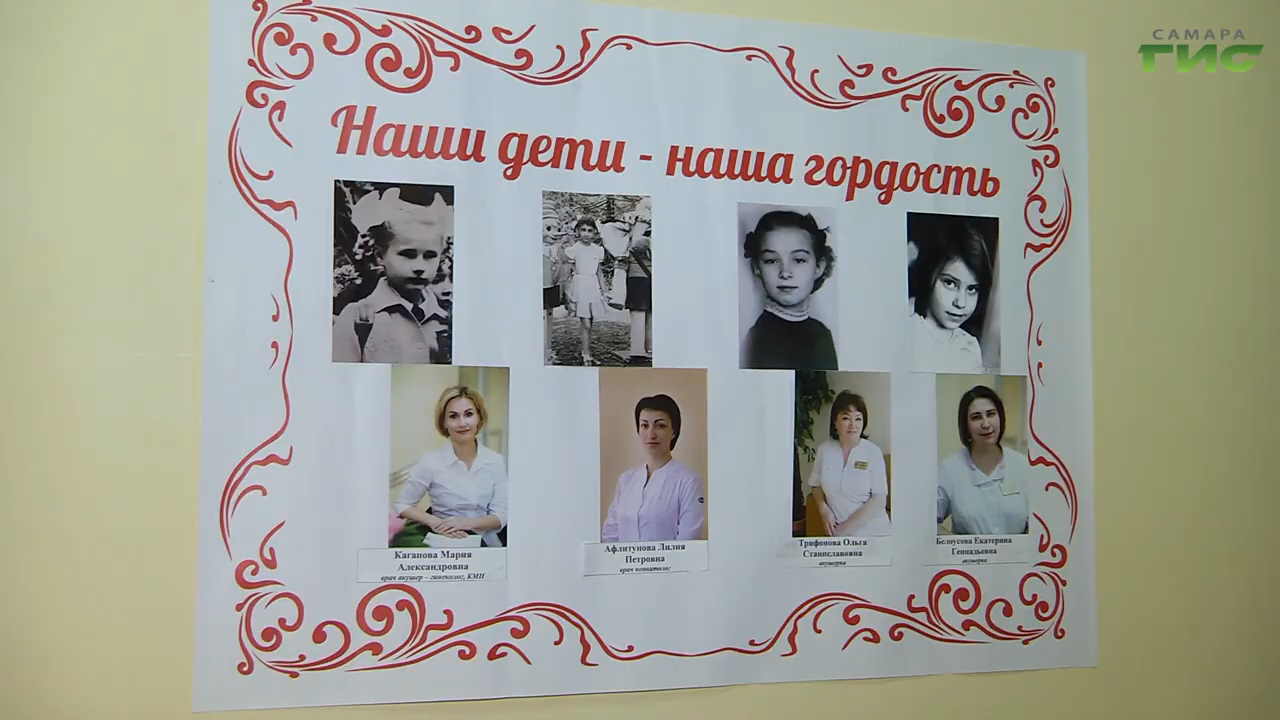 САМАРА
ГИС
Наши дети - наша гордость
Каганова Мария
Александровна
врач акушер – гинеколог, КМН
Афлитунова Лилия
Петровна
врач неонатолог
Трифонова Ольга
Станиславовна
акушерка
Белоусова Екатерина
Геннадьевна
акушерка